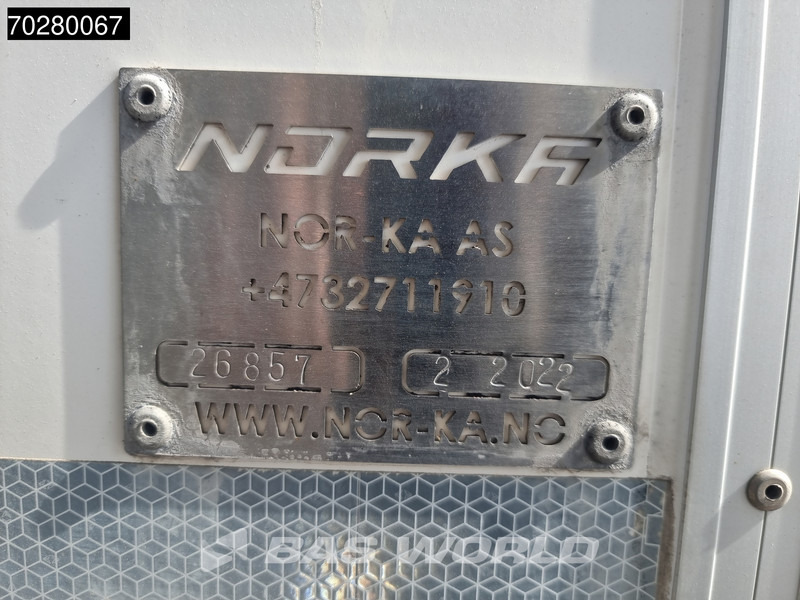 70280067
NORKA
NOR-KA AS
+4732711910
26857 2 2022
WWW.NOR-KA.NO
BAS WORLD